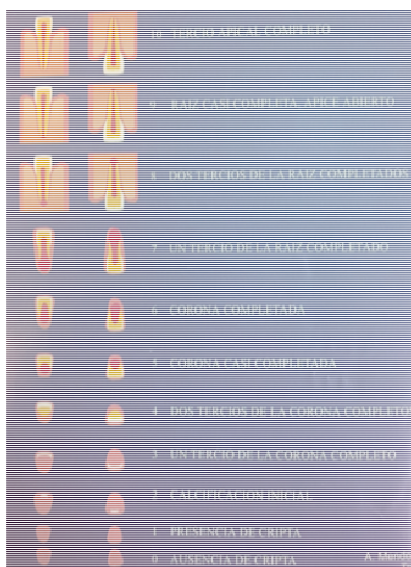 10 TERCIO APICAL COMPLETO
9 RAIZ CASI COMPLETA, APICE ABIERTO
8 DOS TERCIOS DE LA RAIZ COMPLETADOS
7 UN TERCIO DE LA RAIZ COMPLETADO
6 CORONA COMPLETADA
5 CORONA CASI COMPLETADA
4 DOS TERCIOS DE LA CORONA COMPLETO
3 UN TERCIO DE LA CORONA COMPLETO
2 CALCIFICACION INICIAL
1 PRESENCIA DE CRIPTA
0 AUSENCIA DE CRIPTA